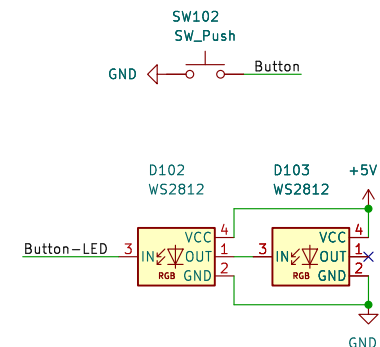 SW102
SW_Push
GND
Button
D102
WS2812
D103
WS2812
+5V
Button-LED
3
IN
RGB
VCC
4
OUT
1
GND
2
3
IN
RGB
VCC
4
OUT
1
GND
2
GND